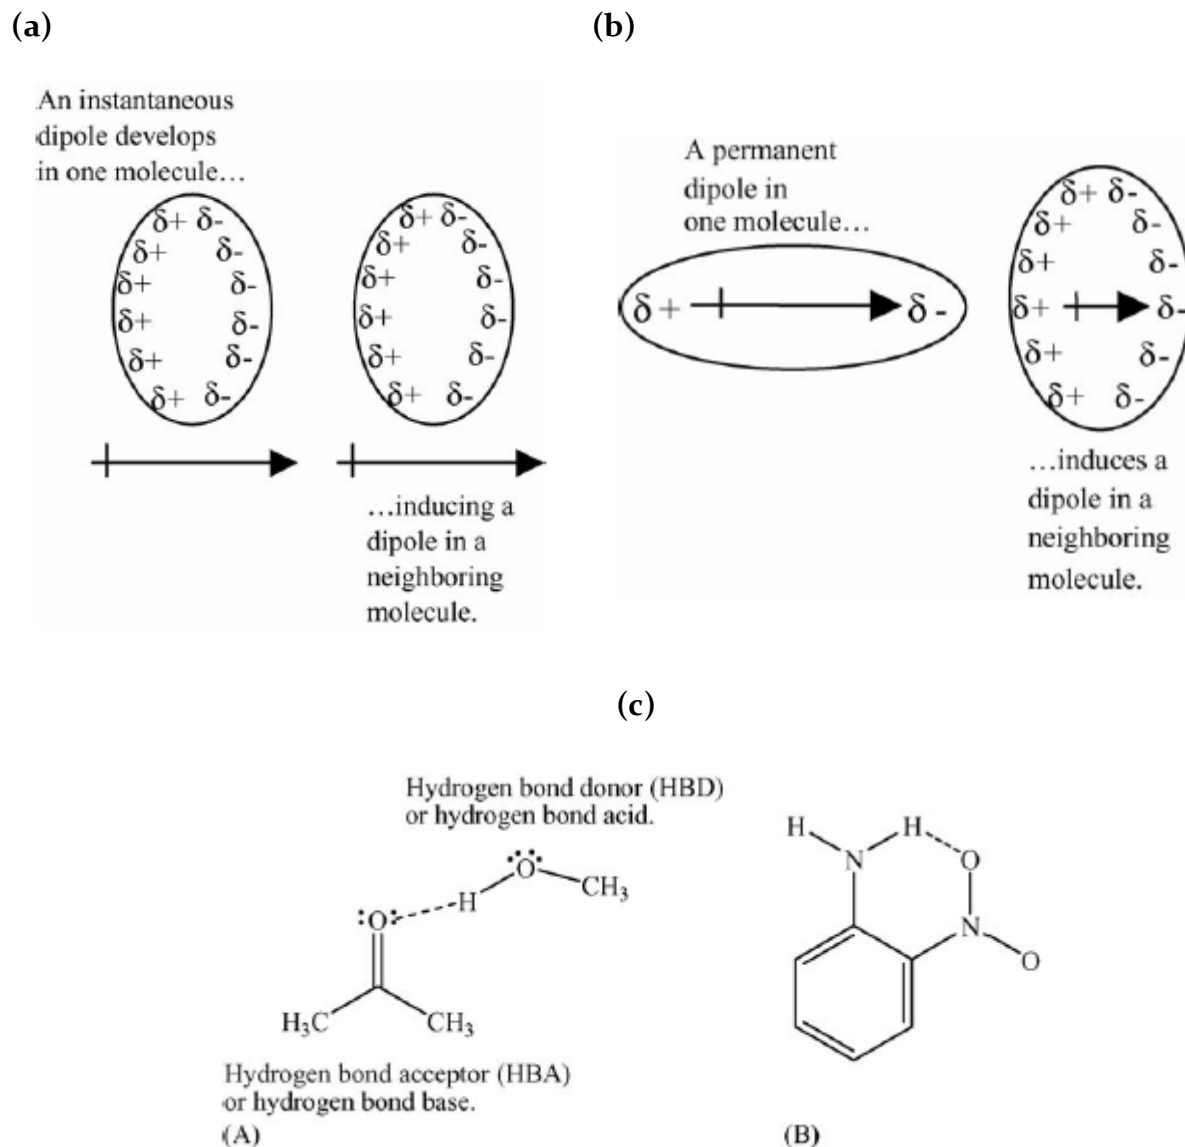 (a)
An instantaneous
dipole develops
in one molecule...
δ+ δ-
δ+ δ-
δ+ δ-
δ+ δ-
δ+ δ-
δ+ δ-
δ+ δ-
δ+ δ-
δ+ δ-
δ+ δ-
δ+ δ-
δ+ δ-
...inducing a
dipole in a
neighboring
molecule.
(b)
A permanent
dipole in
one molecule...
δ+ δ-
δ+ δ-
δ+ δ-
δ+ δ-
δ+ δ-
δ+ δ-
δ+ δ-
...induces a
dipole in a
neighboring
molecule.
(c)
Hydrogen bond donor (HBD)
or hydrogen bond acid.
O
H
CH3
O
H3C
CH3
Hydrogen bond acceptor (HBA)
or hydrogen bond base.
(A)
H
H
N
O
N
O
(B)